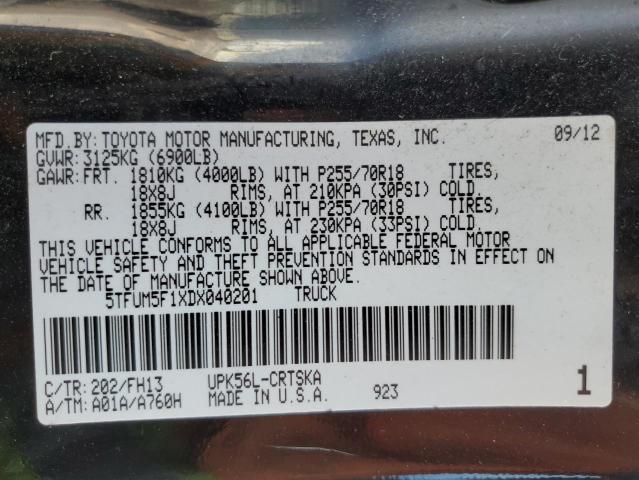 MFD.BY: TOYOTA MOTOR MANUFACTURING, TEXAS, INC. 09/12
GVWR: 3125KG (6900LB)
GAWR: FRT. 1810KG (4000LB) WITH P255/70R18 TIRES,
18X8J RIMS, AT 210KPA (30PSI) COLD.
RR. 1855KG (4100LB) WITH P255/70R18 TIRES,
18X8J RIMS, AT 230KPA (33PSI) COLD.
THIS VEHICLE CONFORMS TO ALL APPLICABLE FEDERAL MOTOR
VEHICLE SAFETY AND THEFT PREVENTION STANDARDS IN EFFECT ON
THE DATE OF MANUFACTURE SHOWN ABOVE.
5TFUM5F1XDX040201 TRUCK
C/TR: 202/FH13 UPK56L-CRTSKA
A/TM: A01A/A760H MADE IN U.S.A. 923 1